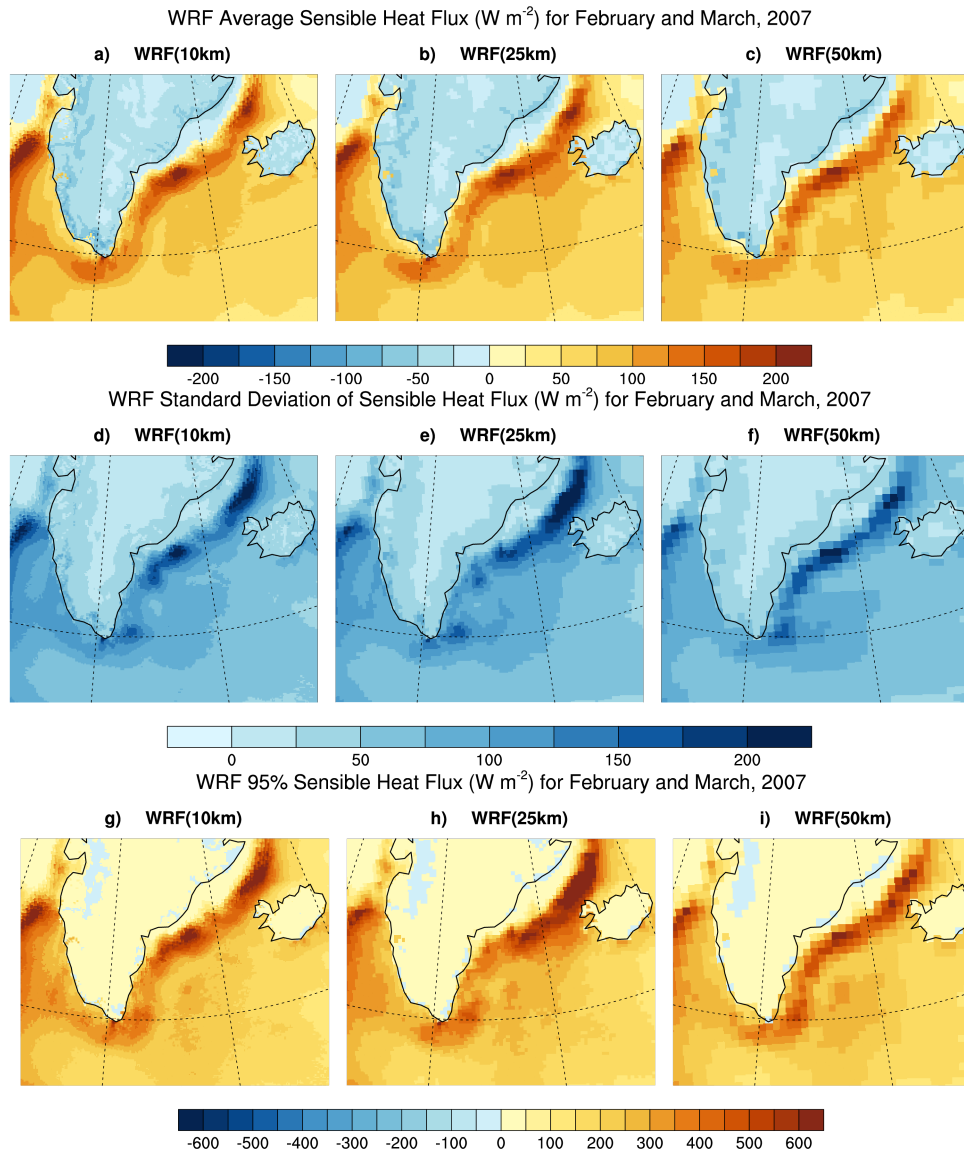 WRF Average Sensible Heat Flux (W m-2) for February and March, 2007
a) WRF(10km) b) WRF(25km) c) WRF(50km)
-200 -150 -100 -50 0 50 100 150 200
WRF Standard Deviation of Sensible Heat Flux (W m-2) for February and March, 2007
d) WRF(10km) e) WRF(25km) f) WRF(50km)
0 50 100 150 200
WRF 95% Sensible Heat Flux (W m-2) for February and March, 2007
g) WRF(10km) h) WRF(25km) i) WRF(50km)
-600 -500 -400 -300 -200 -100 0 100 200 300 400 500 600